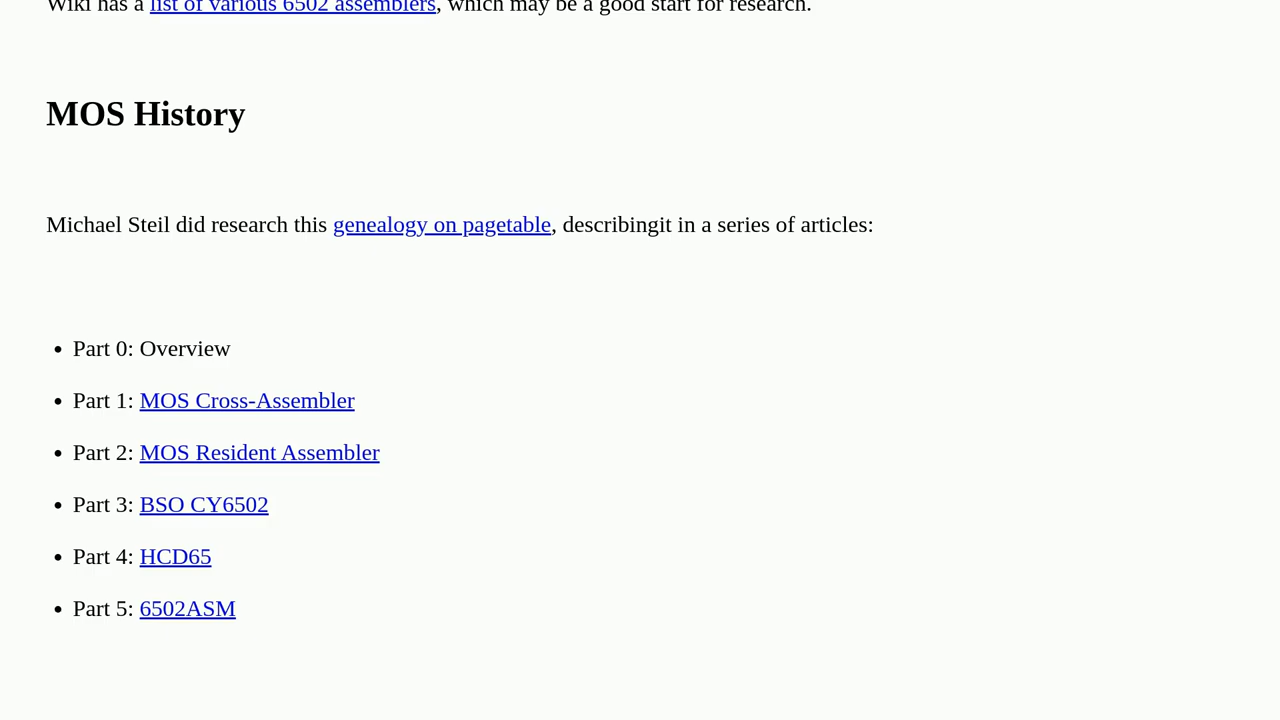 Wiki has a list of various 6502 assemblers, which may be a good start for research.
MOS History
Michael Steil did research this genealogy on pagetable, describingit in a series of articles:
• Part 0: Overview
• Part 1: MOS Cross-Assembler
• Part 2: MOS Resident Assembler
• Part 3: BSO CY6502
• Part 4: HCD65
• Part 5: 6502ASM